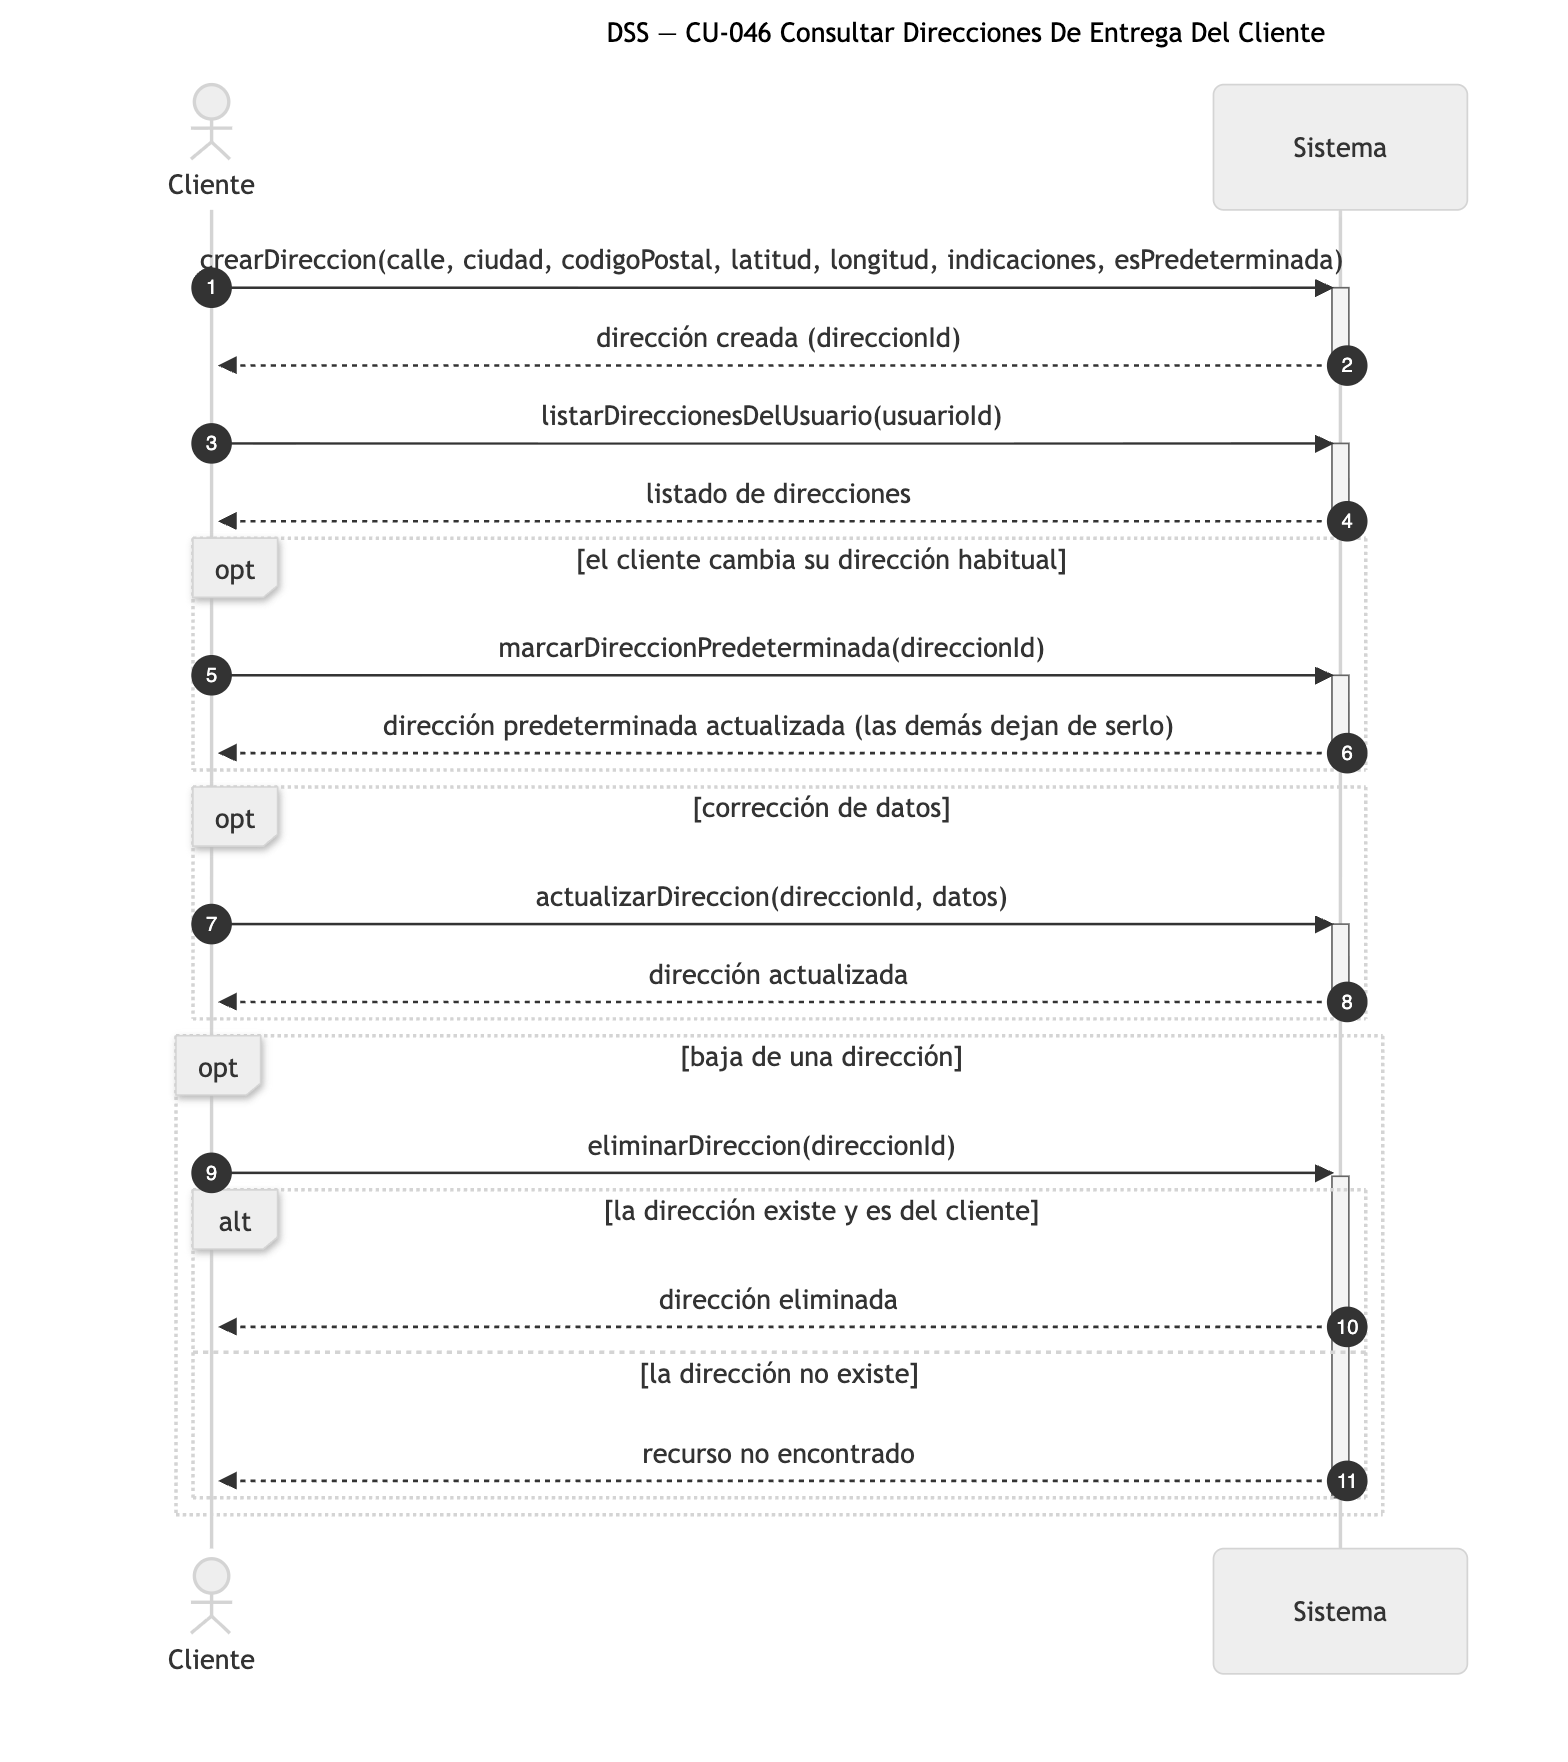 DSS — CU-046 Consultar Direcciones De Entrega Del Cliente
Cliente
Sistema
crearDireccion(calle, ciudad, codigoPostal, latitud, longitud, indicaciones, esPredeterminada)
1
dirección creada (direccionId)
2
listarDireccionesDelUsuario(usuarioId)
3
listado de direcciones
4
opt
[el cliente cambia su dirección habitual]
marcarDireccionPredeterminada(direccionId)
5
dirección predeterminada actualizada (las demás dejan de serlo)
6
opt
[corrección de datos]
actualizarDireccion(direccionId, datos)
7
dirección actualizada
8
opt
[baja de una dirección]
eliminarDireccion(direccionId)
9
alt
[la dirección existe y es del cliente]
dirección eliminada
10
[la dirección no existe]
recurso no encontrado
11
Cliente
Sistema